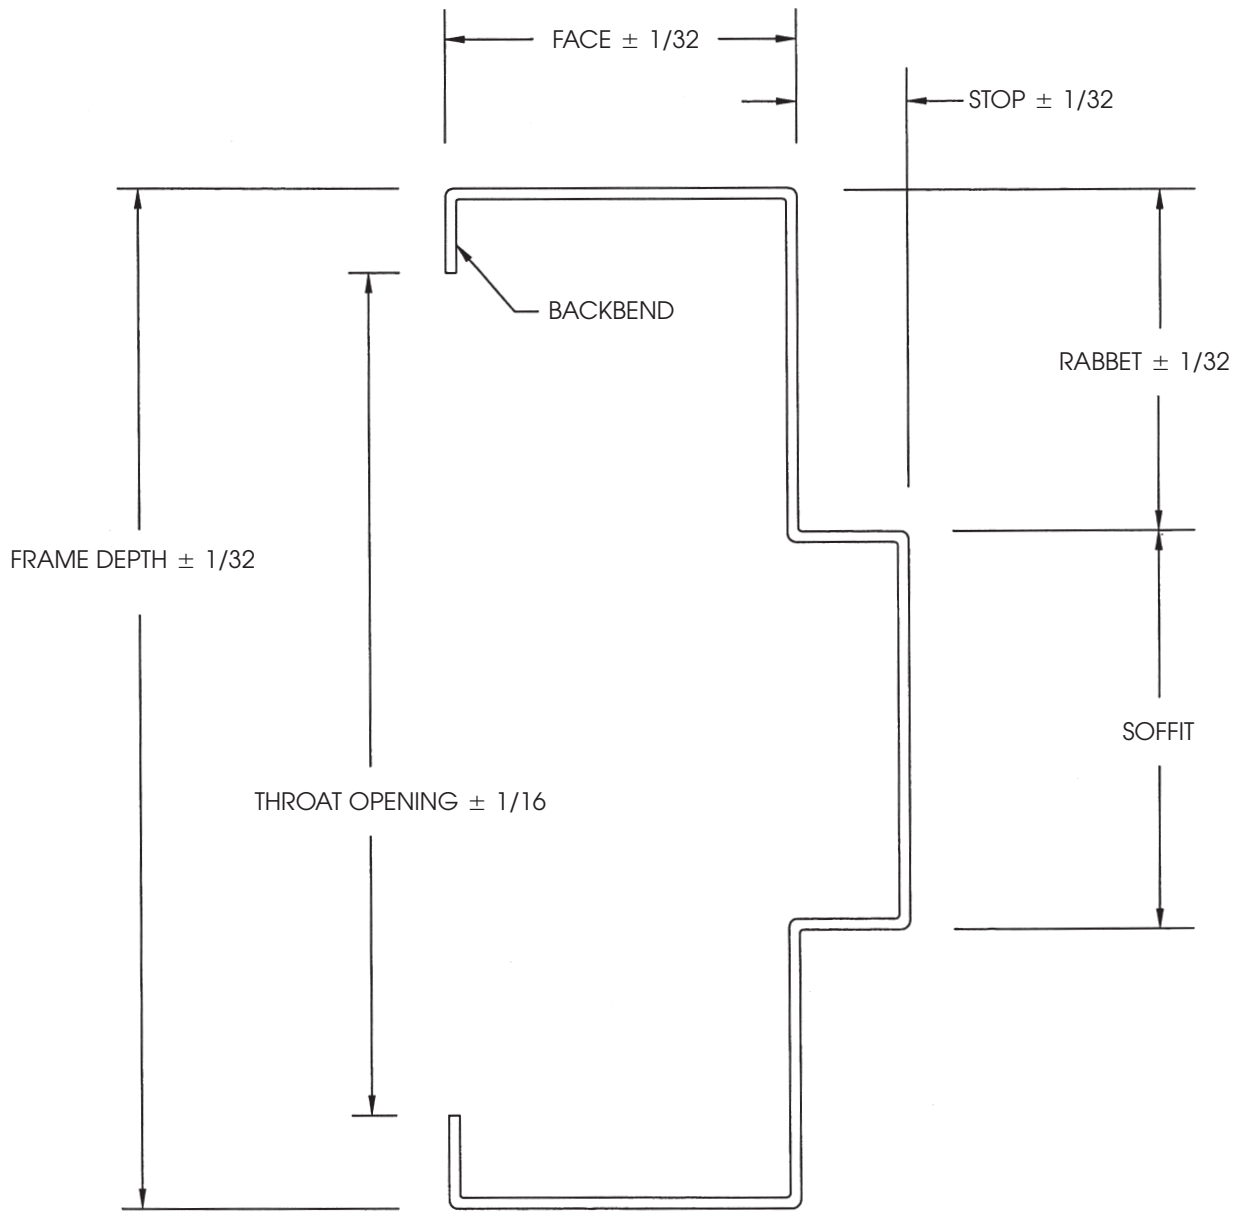 FACE ± 1/32
STOP ± 1/32
BACKBEND
RABBET ± 1/32
FRAME DEPTH ± 1/32
SOFFIT
THROAT OPENING ± 1/16